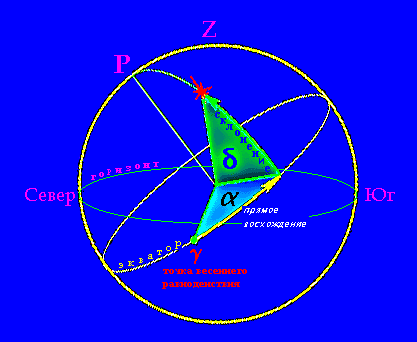 Z
P
склонение
δ
горизонт
Север
Юг
α
прямое
восхождение
экватор
γ
точка весеннего
равноденствия